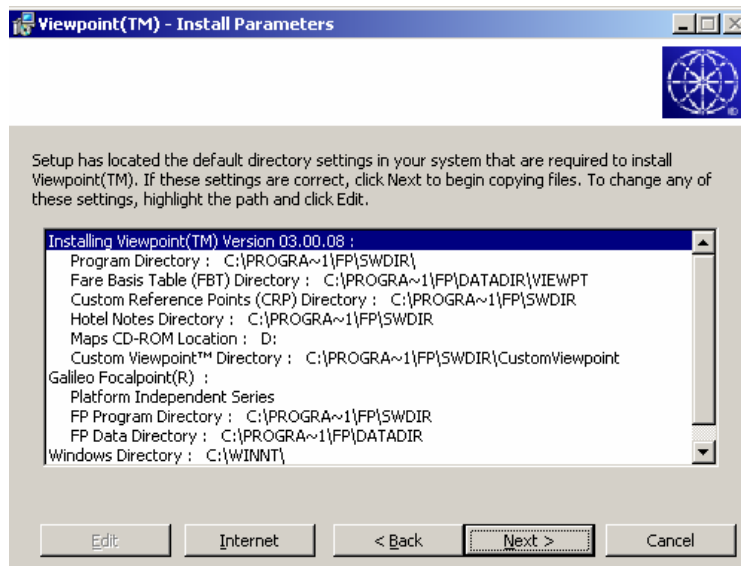 Viewpoint(TM) - Install Parameters
Setup has located the default directory settings in your system that are required to install
Viewpoint(TM). If these settings are correct, click Next to begin copying files. To change any of
these settings, highlight the path and click Edit.
Installing Viewpoint(TM) Version 03.00.08 :
Program Directory :  C:\PROGRA~1\FP\SWDIR\
Fare Basis Table (FBT) Directory :  C:\PROGRA~1\FP\DATADIR\VIEWPT
Custom Reference Points (CRP) Directory :  C:\PROGRA~1\FP\SWDIR
Hotel Notes Directory :  C:\PROGRA~1\FP\SWDIR
Maps CD-ROM Location :  D:
Custom Viewpoint™ Directory :  C:\PROGRA~1\FP\SWDIR\CustomViewpoint
Galileo Focalpoint(R) :
Platform Independent Series
FP Program Directory :  C:\PROGRA~1\FP\SWDIR
FP Data Directory :  C:\PROGRA~1\FP\DATADIR
Windows Directory :  C:\WINNT\
Edit
Internet
< Back
Next >
Cancel